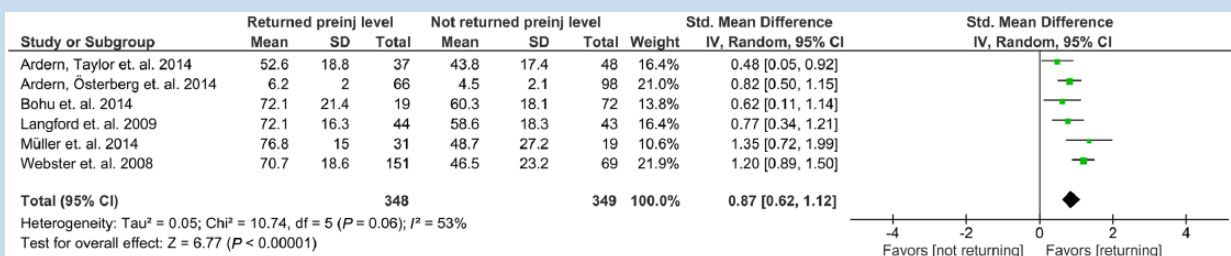 Returned preinj level Not returned preinj level Std. Mean Difference Std. Mean Difference
Study or Subgroup Mean SD Total Mean SD Total Weight IV, Random, 95% CI IV, Random, 95% CI
Ardern, Taylor et. al. 2014 52.6 18.8 37 43.8 17.4 48 16.4% 0.48 [0.05, 0.92]
Ardern, Österberg et. al. 2014 6.2 2 66 4.5 2.1 98 21.0% 0.82 [0.50, 1.15]
Bohu et. al. 2014 72.1 21.4 19 60.3 18.1 72 13.8% 0.62 [0.11, 1.14]
Langford et. al. 2009 72.1 16.3 44 58.6 18.3 43 16.4% 0.77 [0.34, 1.21]
Müller et. al. 2014 76.8 15 31 48.7 27.2 19 10.6% 1.35 [0.72, 1.99]
Webster et. al. 2008 70.7 18.6 151 46.5 23.2 69 21.9% 1.20 [0.89, 1.50]
Total (95% CI) 348 349 100.0% 0.87 [0.62, 1.12]
Heterogeneity: Tau² = 0.05; Chi² = 10.74, df = 5 (P = 0.06); I² = 53%
Test for overall effect: Z = 6.77 (P < 0.00001)
-4 -2 0 2 4
Favors [not returning] Favors [returning]